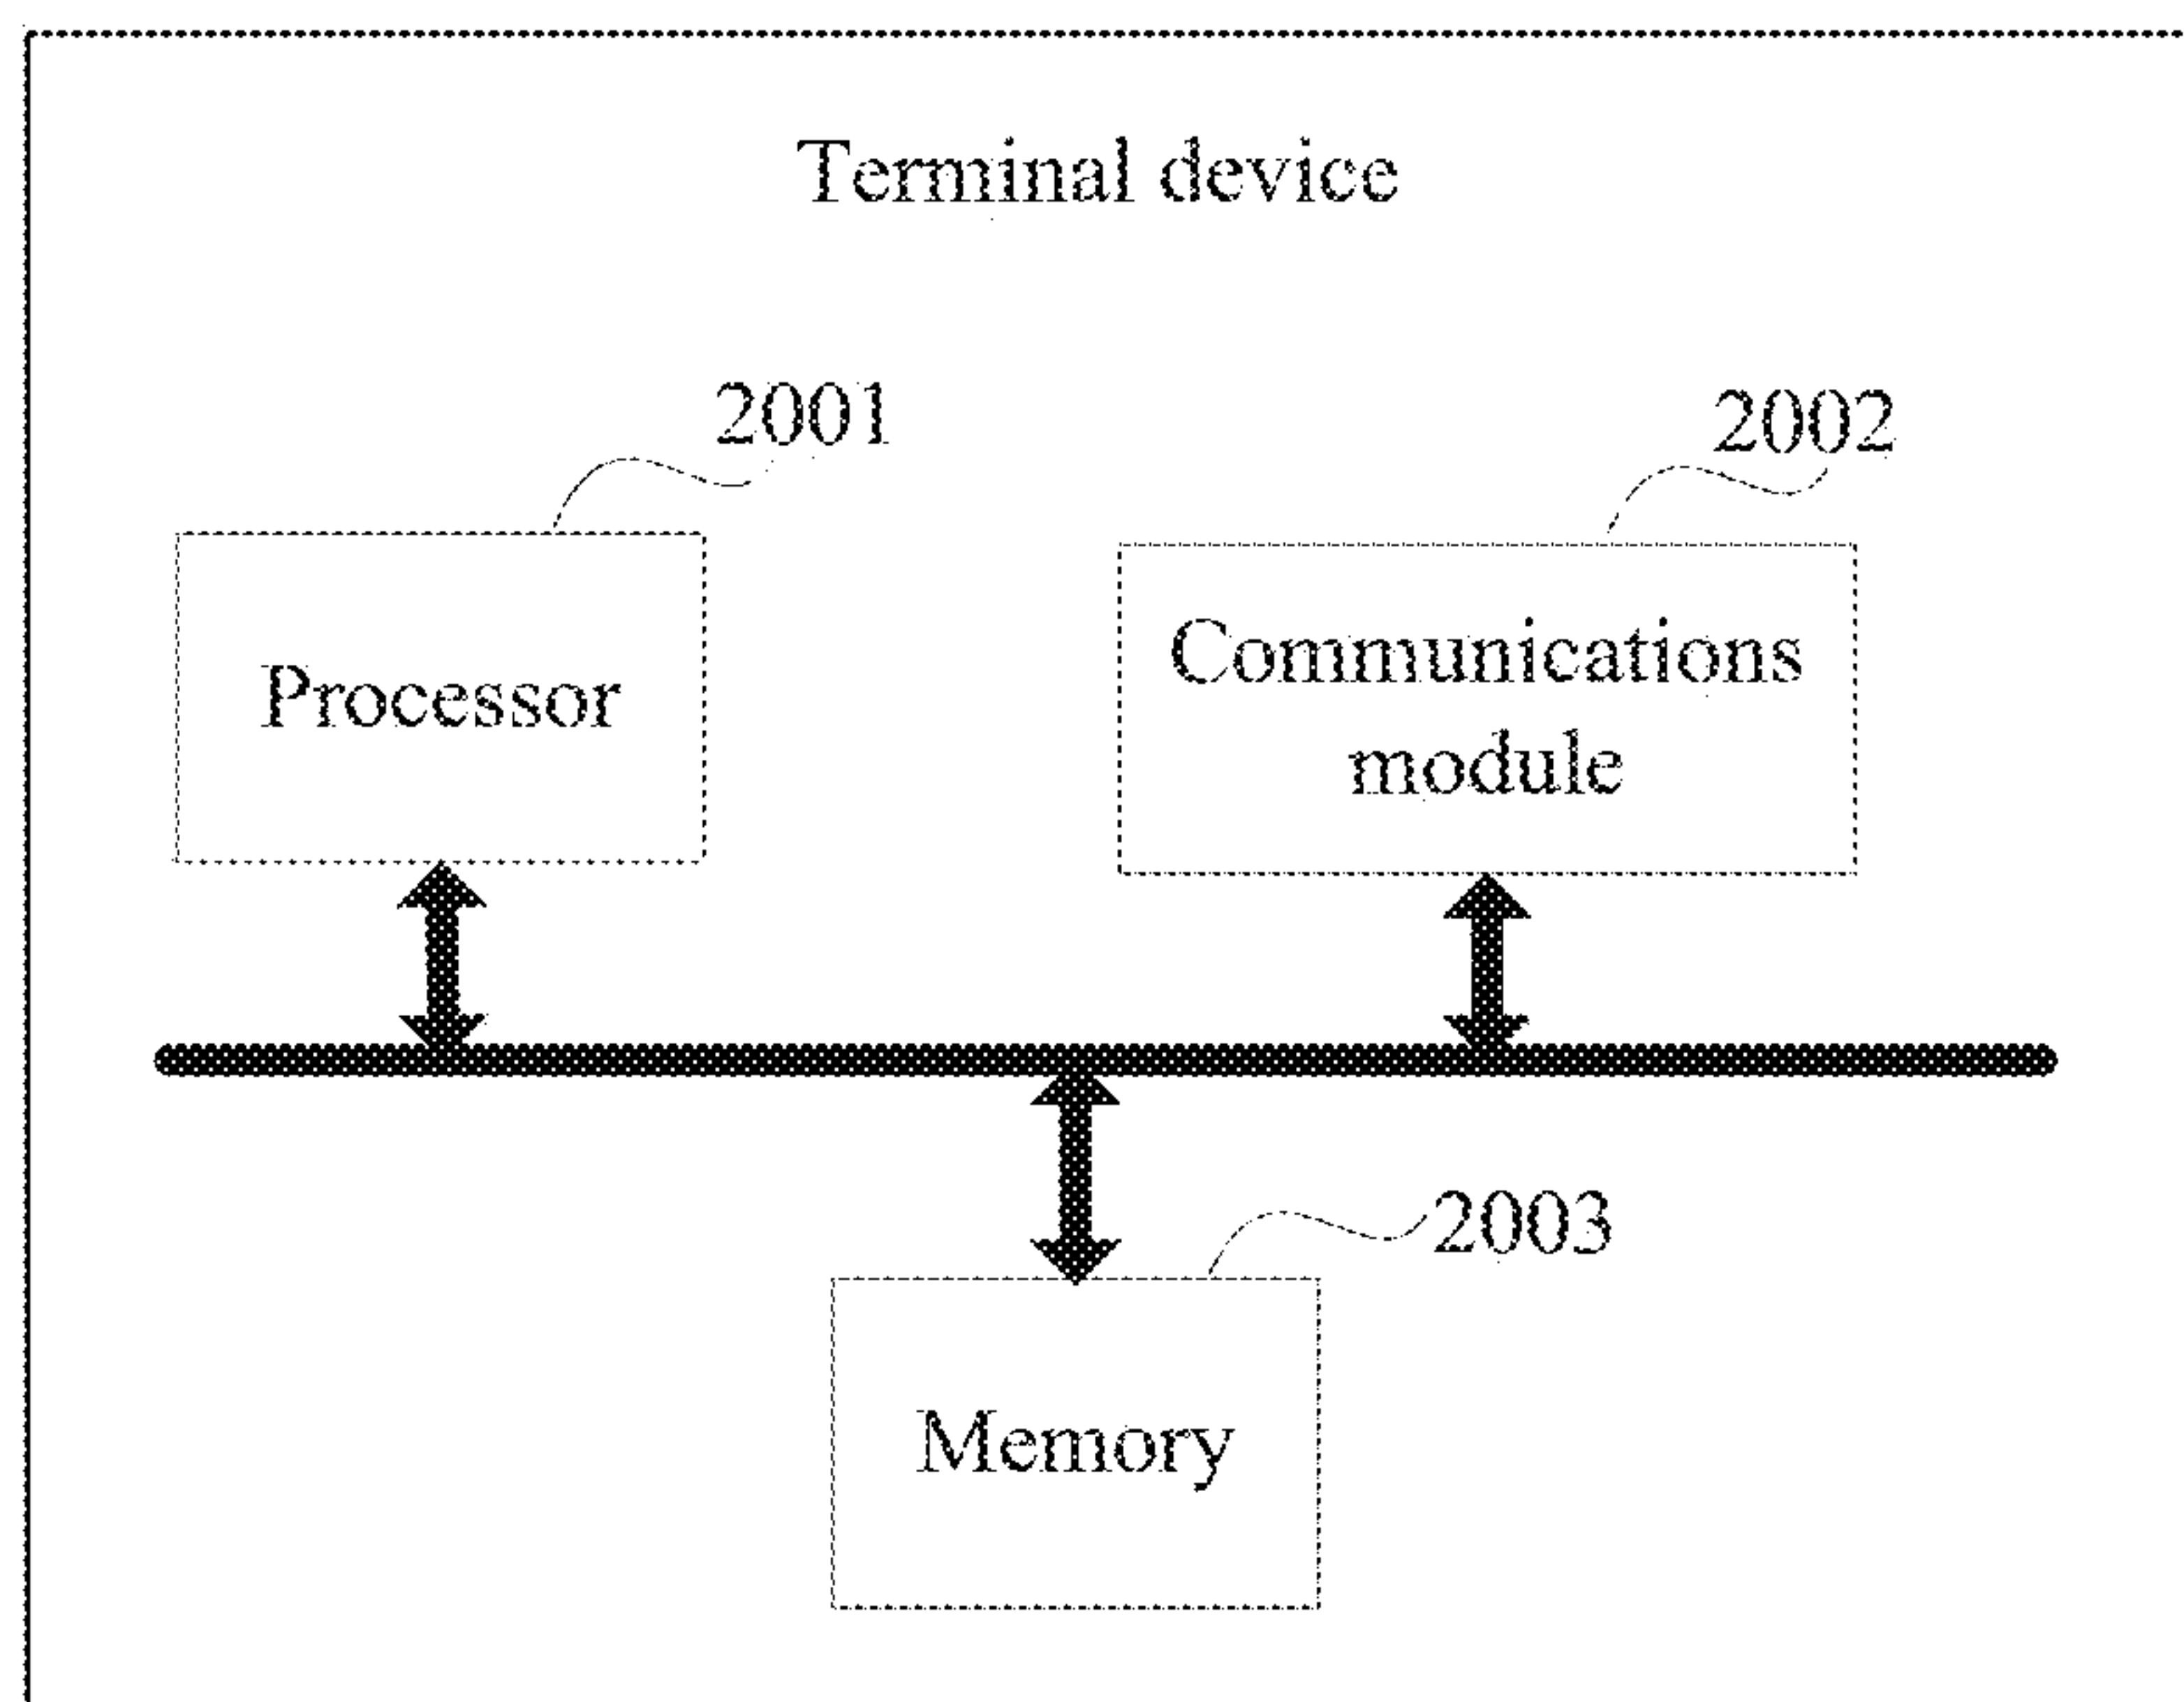 Terminal device
2001
2002
Processor
Communications
module
2003
Memory